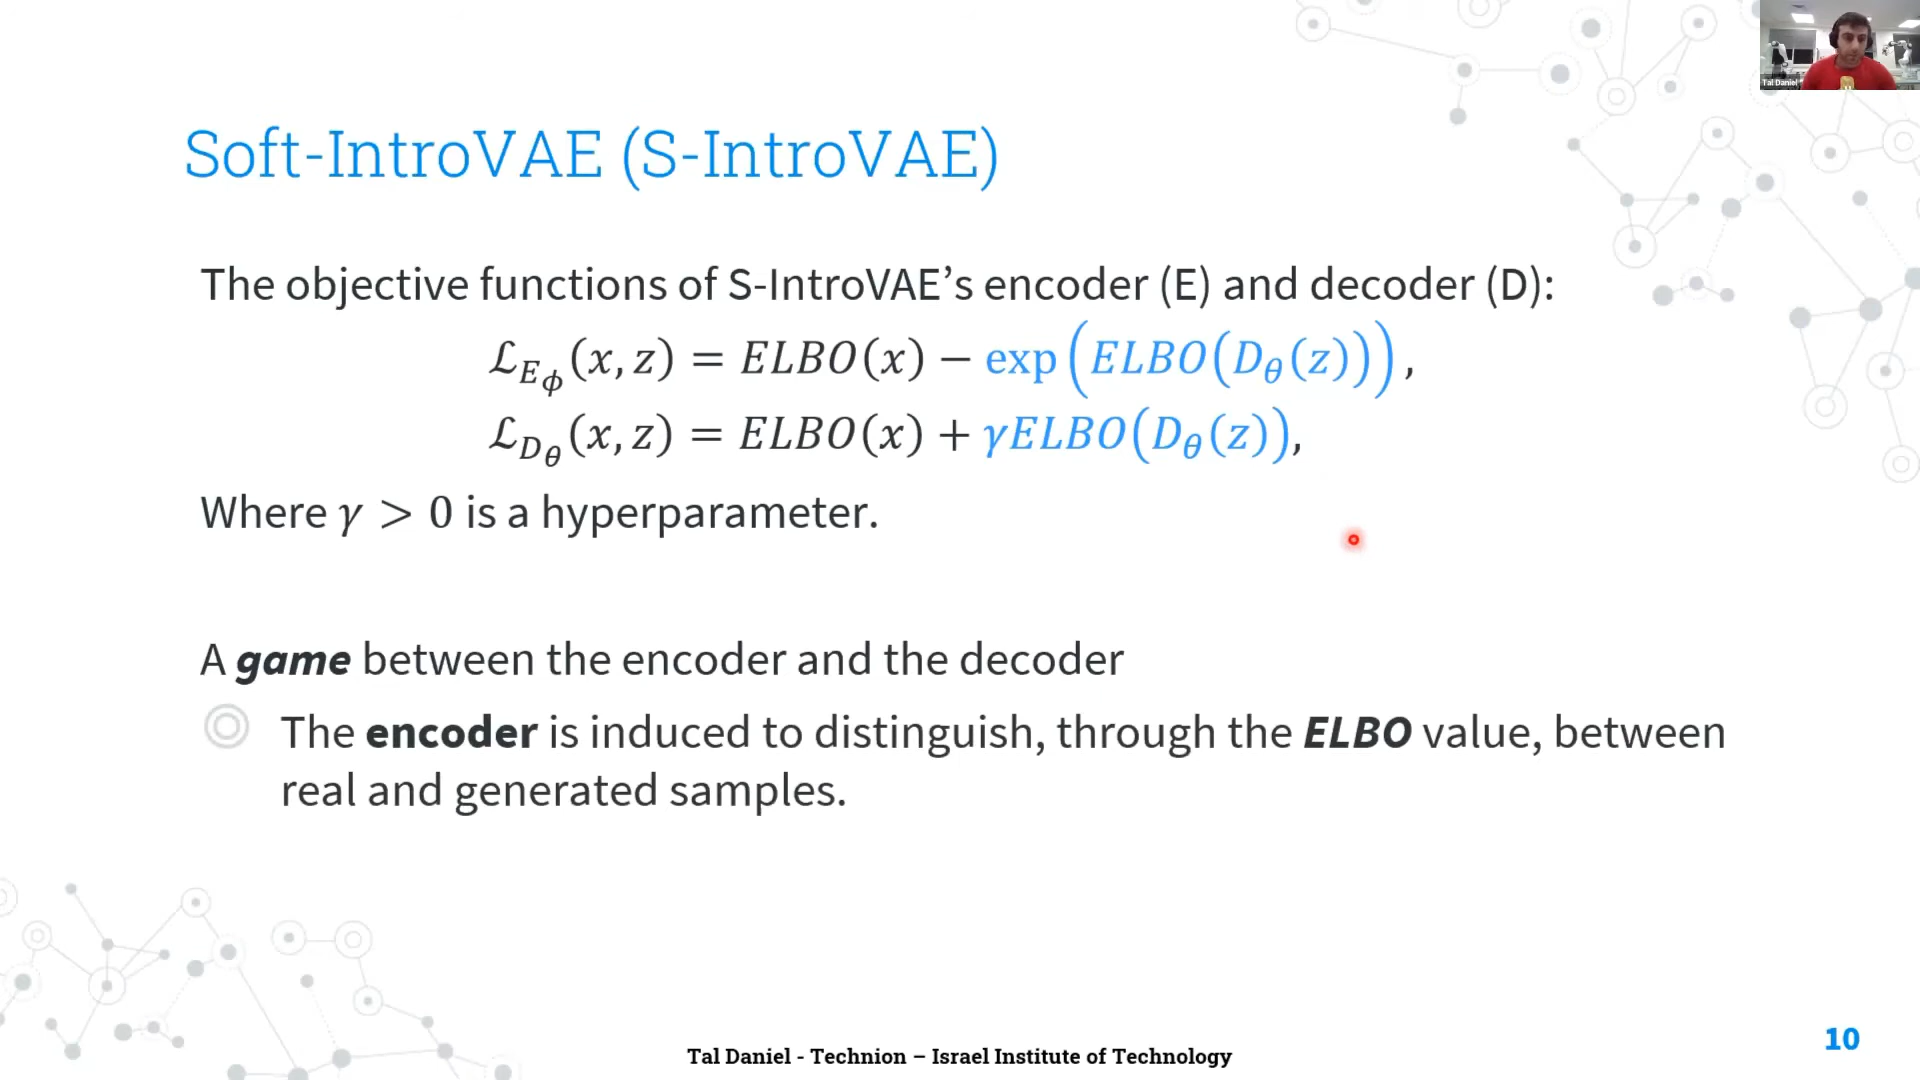 Tal Daniel
Soft-IntroVAE (S-IntroVAE)
The objective functions of S-IntroVAE’s encoder (E) and decoder (D):
ℒ_{E_ϕ}(x, z) = ELBO(x) − exp(ELBO(D_θ(z))),
ℒ_{D_θ}(x, z) = ELBO(x) + γELBO(D_θ(z)),
Where γ > 0 is a hyperparameter.
A game between the encoder and the decoder
The encoder is induced to distinguish, through the ELBO value, between
real and generated samples.
Tal Daniel - Technion – Israel Institute of Technology
10